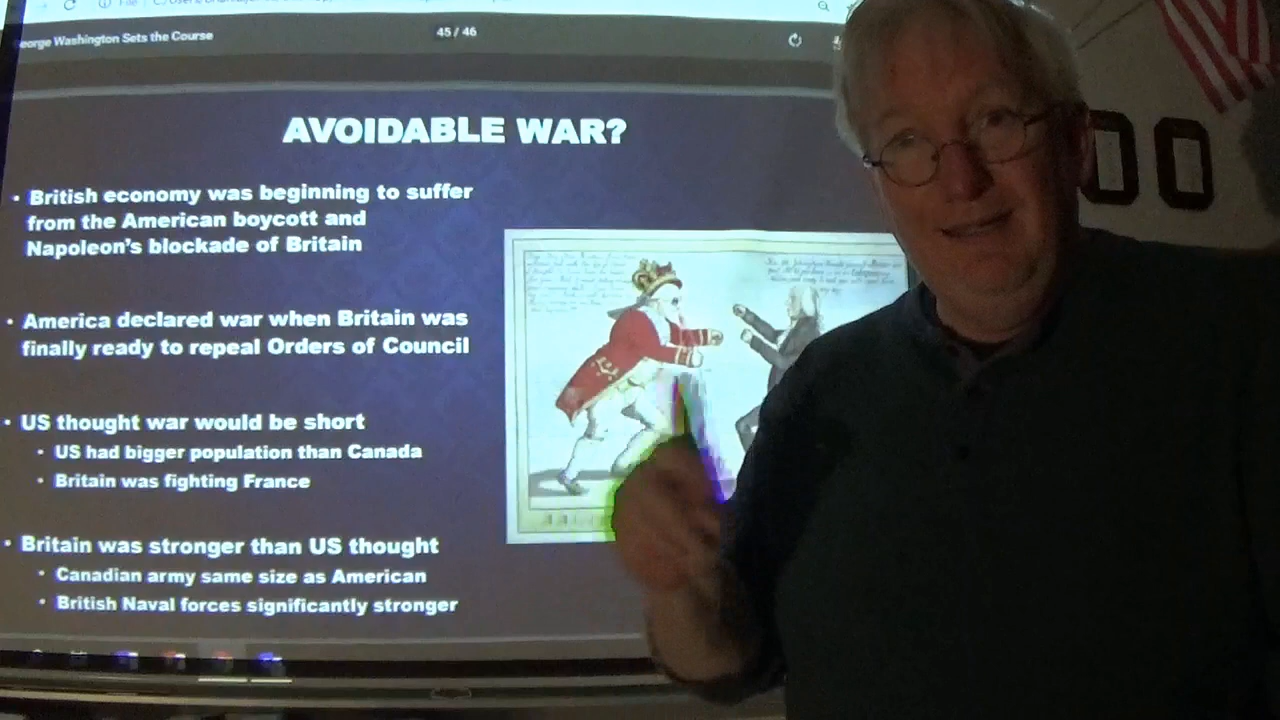 eorge Washington Sets the Course
45 / 46
AVOIDABLE WAR?
• British economy was beginning to suffer
from the American boycott and
Napoleon's blockade of Britain
• America declared war when Britain was
finally ready to repeal Orders of Council
• US thought war would be short
• US had bigger population than Canada
• Britain was fighting France
• Britain was stronger than US thought
• Canadian army same size as American
• British Naval forces significantly stronger
00